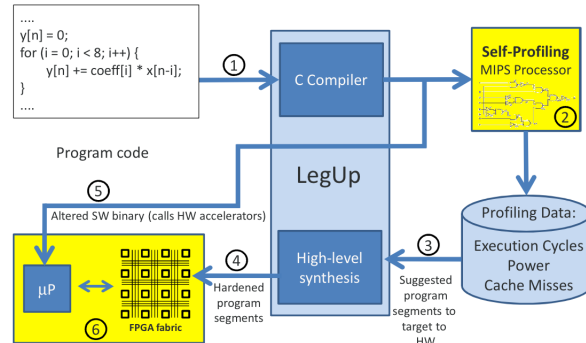 ....
y[n] = 0;
for (i = 0; i < 8; i++) {
y[n] += coeff[i] * x[n-i];
}
....
Program code
1
C Compiler
LegUp
High-level
synthesis
Self-Profiling
MIPS Processor
2
Profiling Data:
Execution Cycles
Power
Cache Misses
3
Suggested
program
segments to
target to
HW
4
Hardened
program
segments
5
Altered SW binary (calls HW accelerators)
μP
FPGA fabric
6